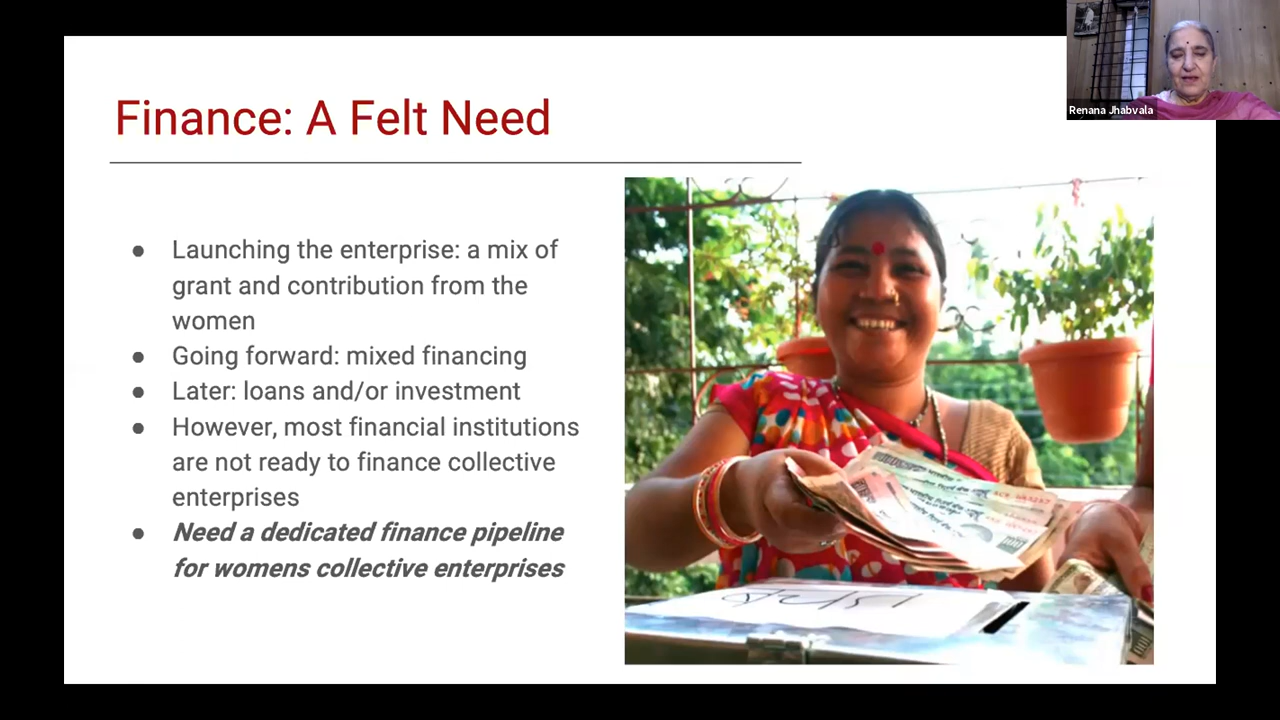 Finance: A Felt Need
● Launching the enterprise: a mix of
grant and contribution from the
women
● Going forward: mixed financing
● Later: loans and/or investment
● However, most financial institutions
are not ready to finance collective
enterprises
● Need a dedicated finance pipeline
for womens collective enterprises
Renana Jhabvala